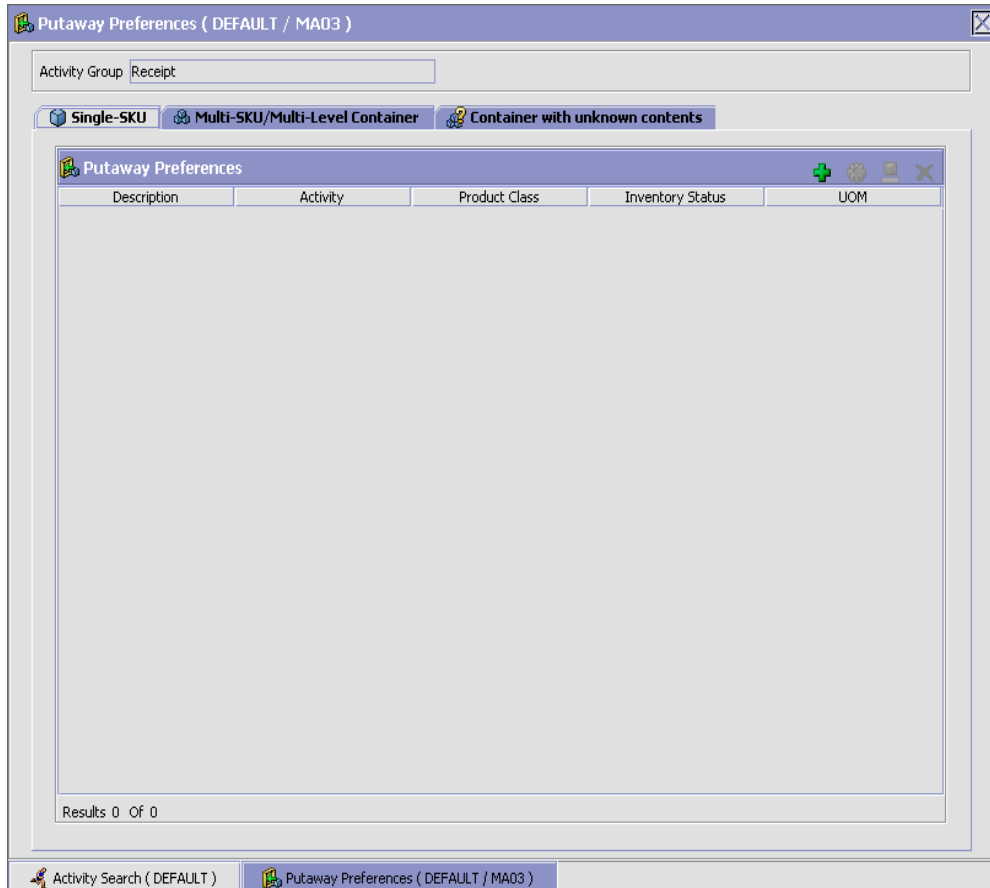 Putaway Preferences ( DEFAULT / MA03 )
Activity Group Receipt
Single-SKU Multi-SKU/Multi-Level Container Container with unknown contents
Putaway Preferences
Description Activity Product Class Inventory Status UOM
Results 0 Of 0
Activity Search ( DEFAULT ) Putaway Preferences ( DEFAULT / MA03 )